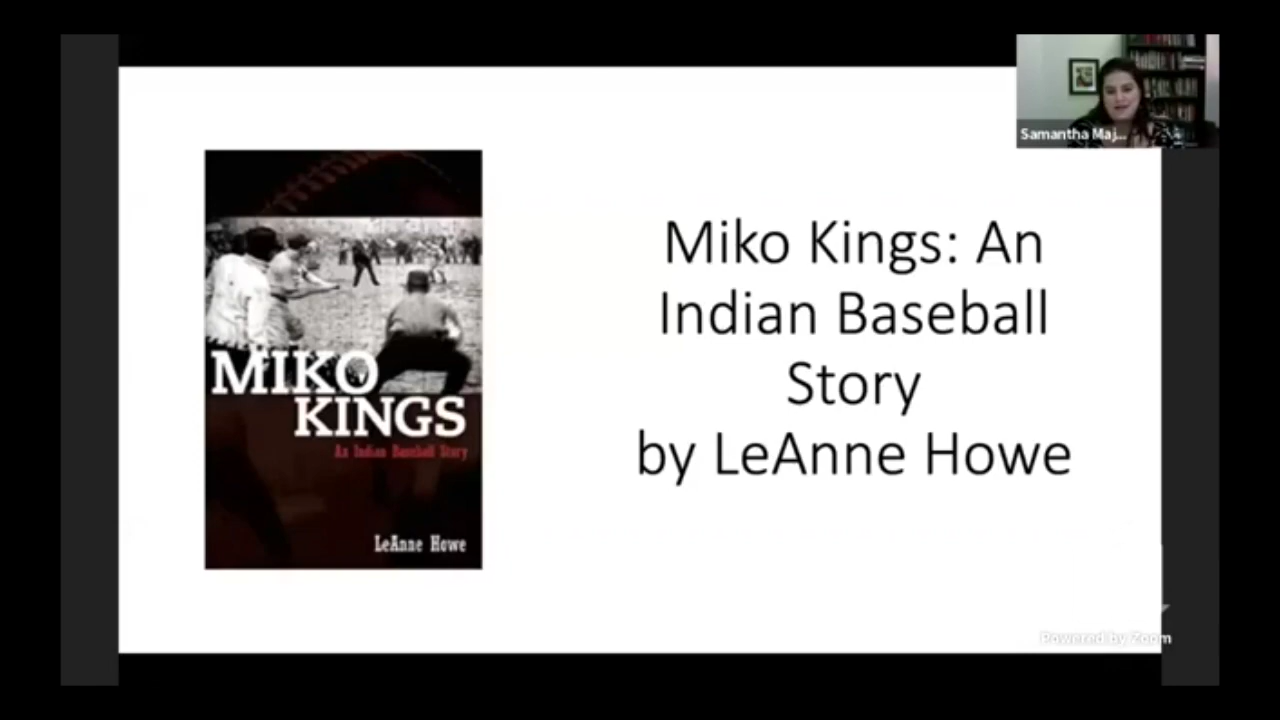 Samantha Maj...
MIKO
KINGS
An Indian Baseball Story
LeAnne Howe
Miko Kings: An
Indian Baseball
Story
by LeAnne Howe
Powered by Zoom